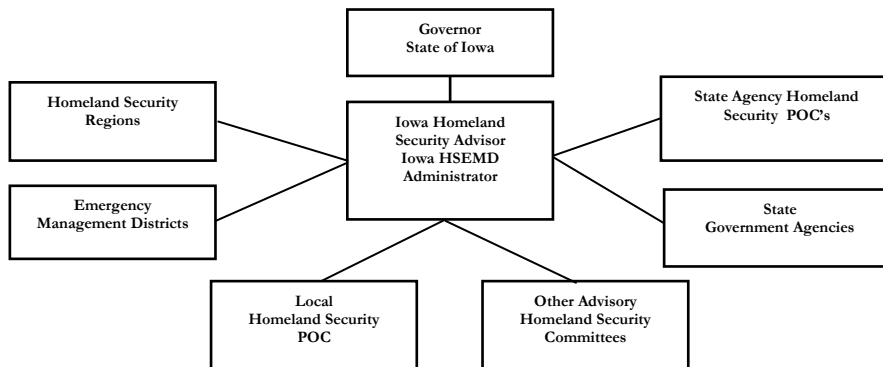 Governor
State of Iowa
Homeland Security
Regions
Iowa Homeland
Security Advisor
Iowa HSEMD
Administrator
State Agency Homeland
Security POC's
Emergency
Management Districts
State
Government Agencies
Local
Homeland Security
POC
Other Advisory
Homeland Security
Committees